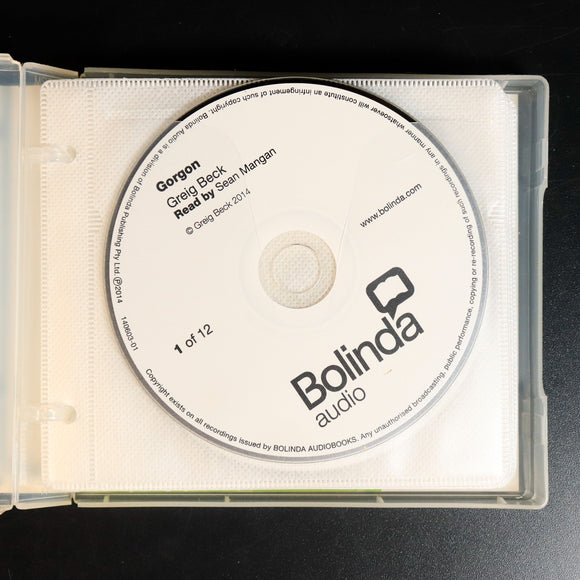 Gorgon
Greig Beck
Read by Sean Mangan
© Greig Beck 2014
www.bolinda.com
1 of 12
Bolinda
audio
140603-01
Copyright exists on all recordings issued by BOLINDA AUDIOBOOKS. Any unauthorised broadcasting, public performance, copying or re-recording of such recordings in any manner whatsoever will constitute an infringement of such copyright. Bolinda Audio is a division of Bolinda Publishing Pty Ltd. ℗2014